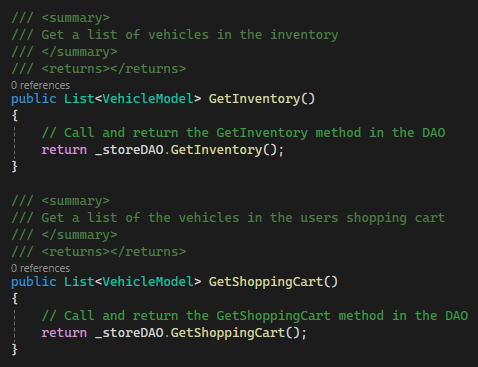 /// <summary>
/// Get a list of vehicles in the inventory
/// </summary>
/// <returns></returns>
0 references
public List<VehicleModel> GetInventory()
{
// Call and return the GetInventory method in the DAO
return _storeDAO.GetInventory();
}
/// <summary>
/// Get a list of the vehicles in the users shopping cart
/// </summary>
/// <returns></returns>
0 references
public List<VehicleModel> GetShoppingCart()
{
// Call and return the GetShoppingCart method in the DAO
return _storeDAO.GetShoppingCart();
}